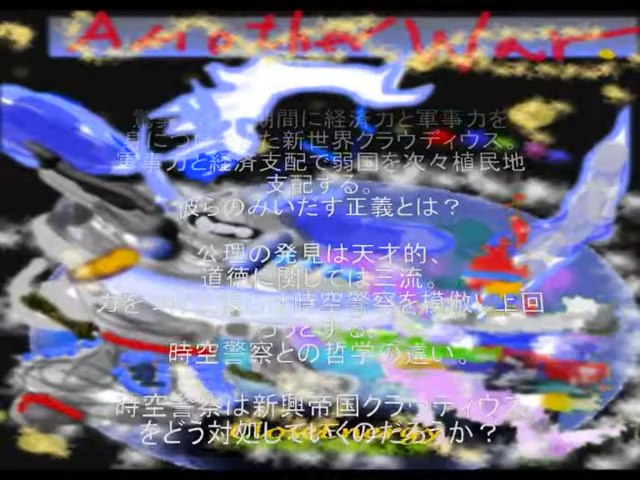 Another War.
期間に経済力と軍事力を
新世界クラウディウス。
軍事力と経済支配で弱国を次々植民地
支配する。
彼らのみいだす正義とは?
公理の発見は天才的、
道徳に関しては三流。
力を 時空警察を模倣し上回
ろうとする。
時空警察との哲学の違い。
時空警察は新興帝国クラウディウス
をどう対処していくのだろうか?